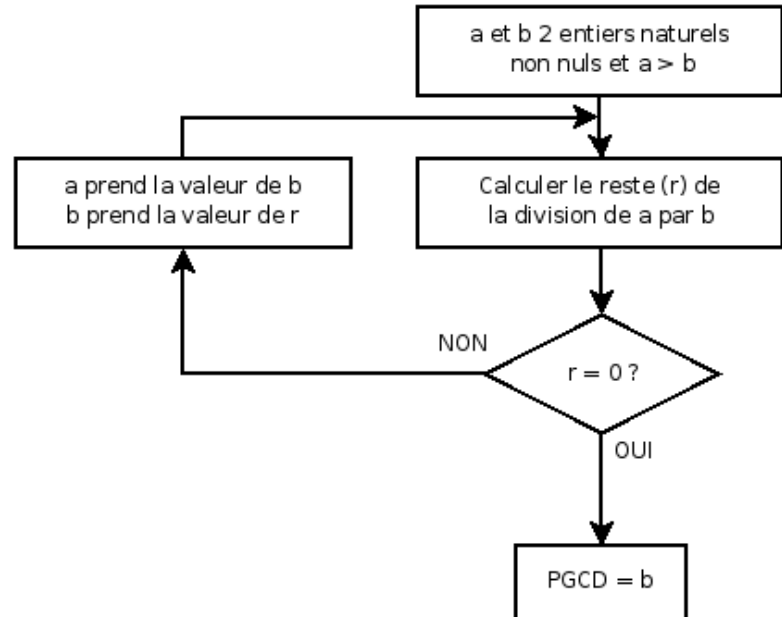 a et b 2 entiers naturels
non nuls et a > b
a prend la valeur de b
b prend la valeur de r
Calculer le reste (r) de
la division de a par b
NON
r = 0 ?
OUI
PGCD = b